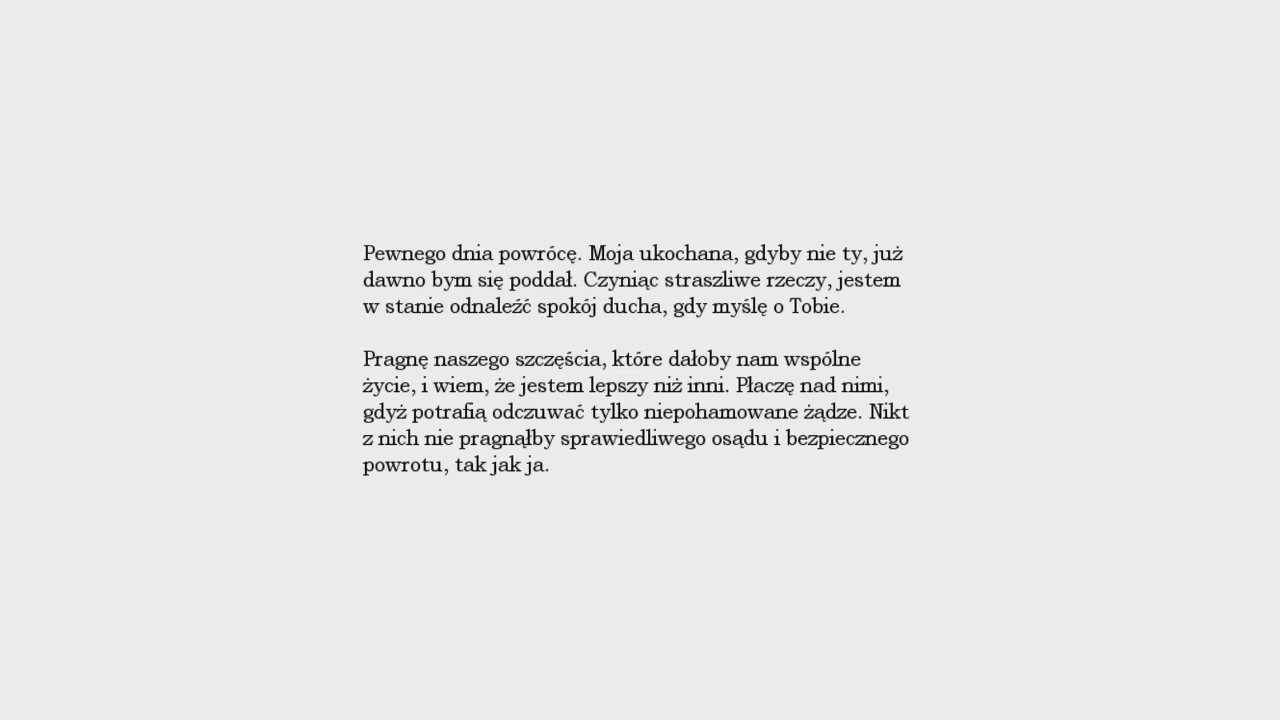 Pewnego dnia powrócę. Moja ukochana, gdyby nie ty, już
dawno bym się poddał. Czyniąc straszliwe rzeczy, jestem
w stanie odnaleźć spokój ducha, gdy myślę o Tobie.
Pragnę naszego szczęścia, które dałoby nam wspólne
życie, i wiem, że jestem lepszy niż inni. Płaczę nad nimi,
gdyż potrafią odczuwać tylko niepohamowane żądze. Nikt
z nich nie pragnąłby sprawiedliwego osądu i bezpiecznego
powrotu, tak jak ja.